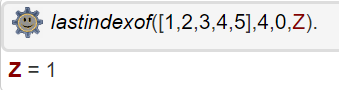 lastindexof([1,2,3,4,5],4,0,Z).
Z = 1